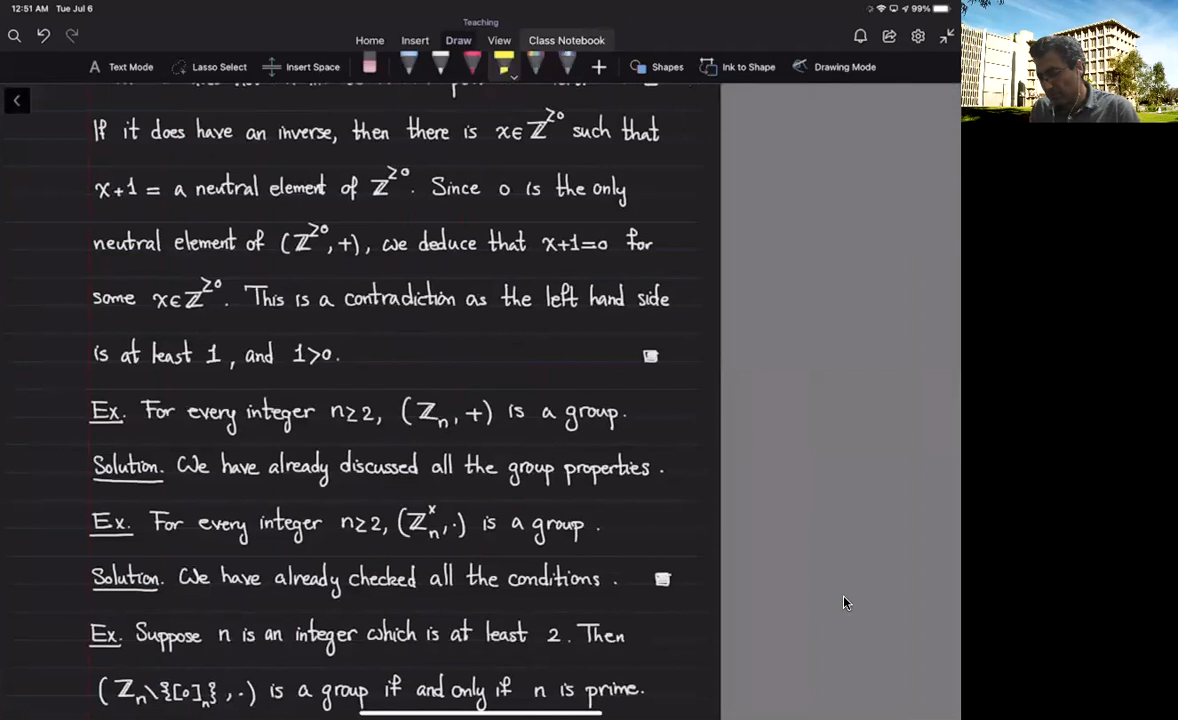 12:51 AM Tue Jul 6
99%
Teaching
Home Insert Draw View Class Notebook
Text Mode Lasso Select Insert Space Shapes Ink to Shape Drawing Mode
If it does have an inverse, then there is x∈ℤ^≥0 such that
x+1 = a neutral element of ℤ^≥0. Since 0 is the only
neutral element of (ℤ^≥0, +), we deduce that x+1=0 for
some x∈ℤ^≥0. This is a contradiction as the left hand side
is at least 1, and 1>0.
Ex. For every integer n≥2, (ℤₙ, +) is a group.
Solution. We have already discussed all the group properties.
Ex. For every integer n≥2, (ℤₙ^×, ·) is a group.
Solution. We have already checked all the conditions.
Ex. Suppose n is an integer which is at least 2. Then
(ℤₙ\{[0]ₙ}, ·) is a group if and only if n is prime.